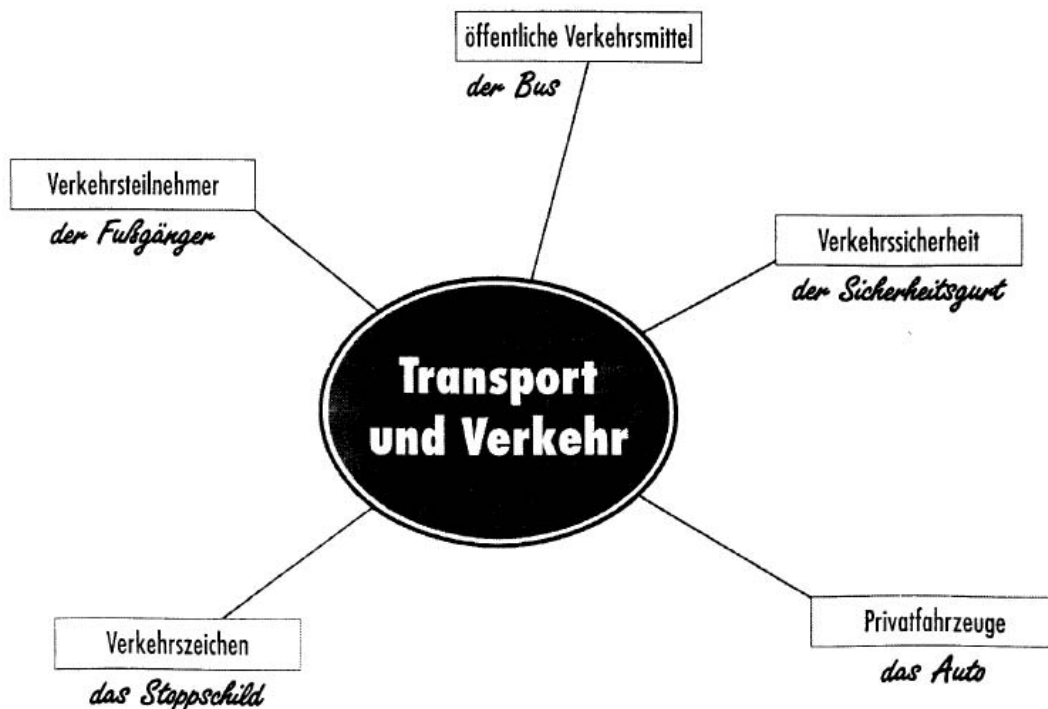 öffentliche Verkehrsmittel
der Bus
Verkehrsteilnehmer
der Fußgänger
Verkehrssicherheit
der Sicherheitsgurt
Transport
und Verkehr
Verkehrszeichen
das Stoppschild
Privatfahrzeuge
das Auto